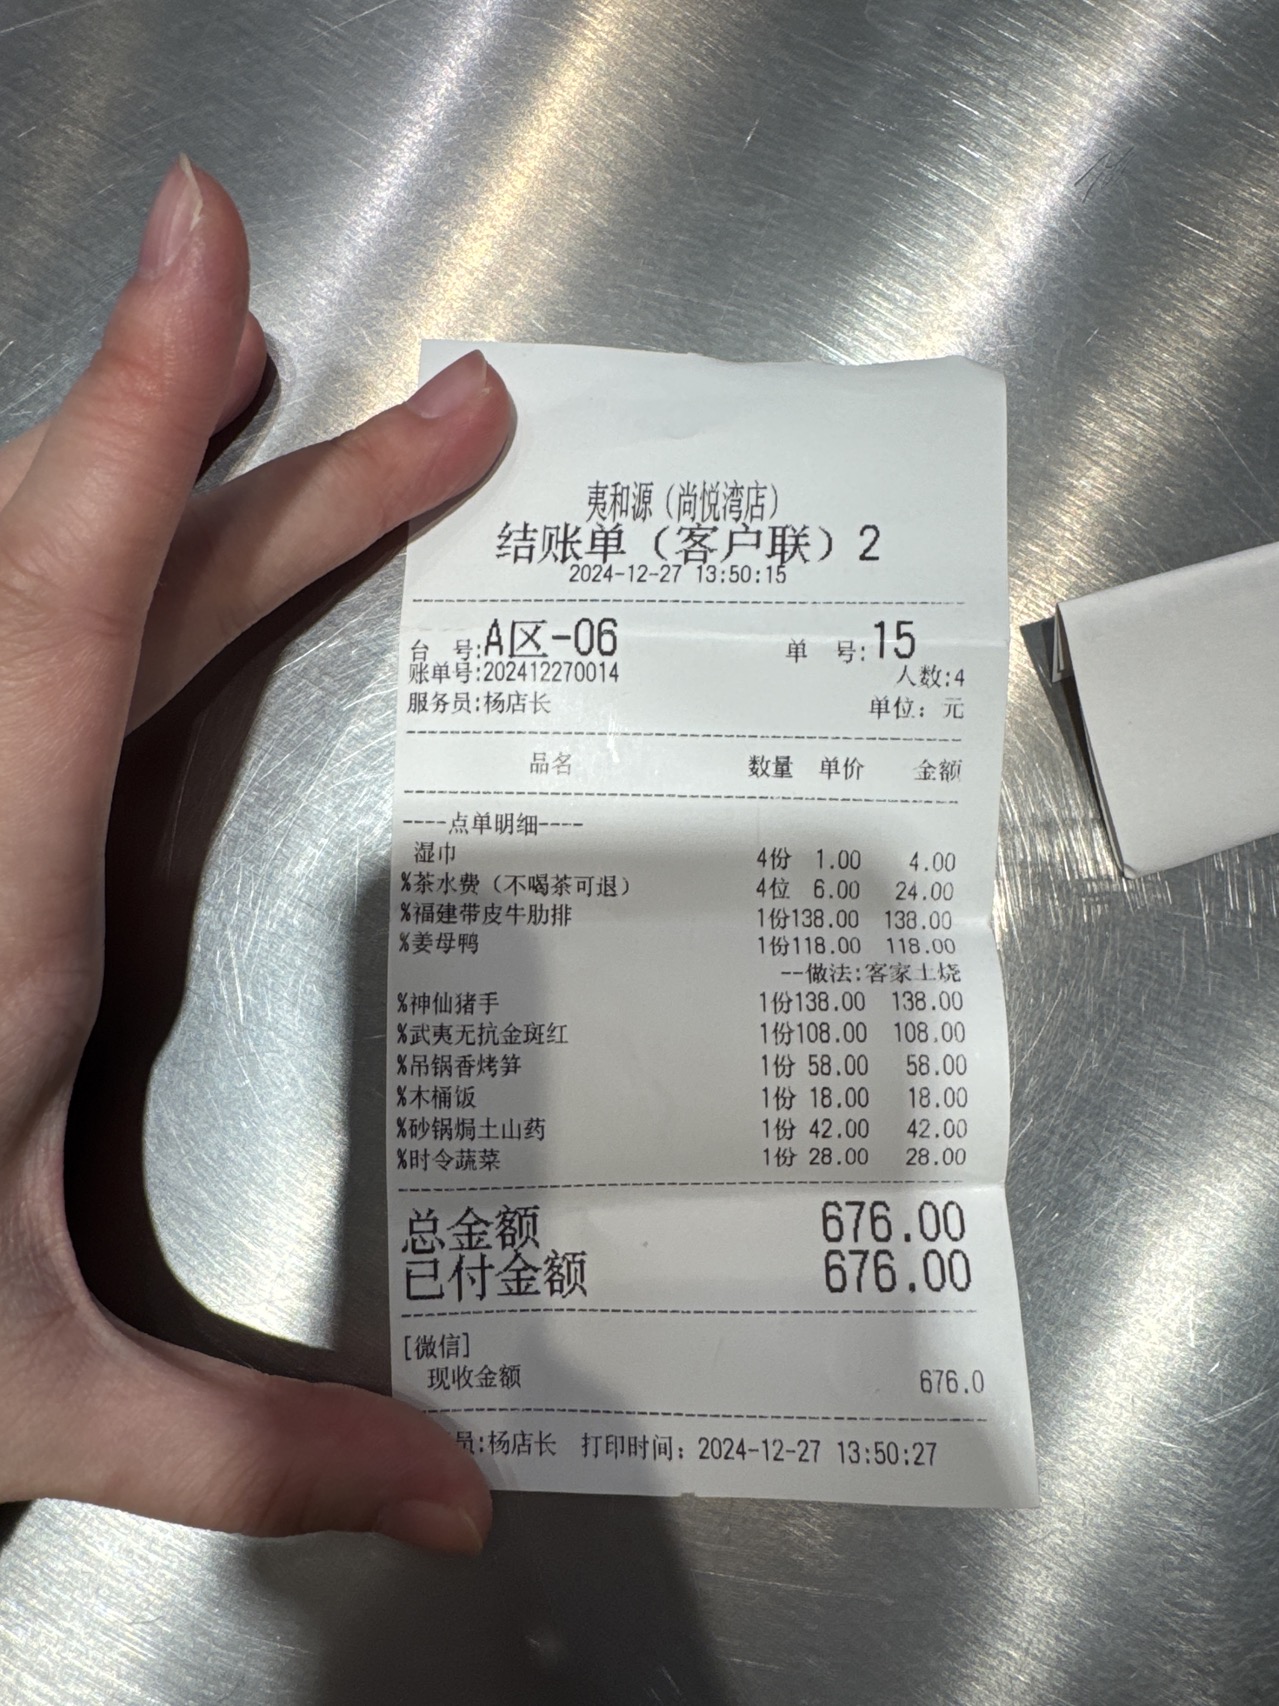 夷和源（尚悦湾店）
结账单（客户联）2
2024-12-27 13:50:15
台 号:A区-06 单 号:15
账单号:202412270014 人数:4
服务员:杨店长 单位：元
品名 数量 单价 金额
----点单明细----
湿巾 4份 1.00 4.00
%茶水费（不喝茶可退） 4位 6.00 24.00
%福建带皮牛肋排 1份138.00 138.00
%姜母鸭 1份118.00 118.00
--做法:客家土烧
%神仙猪手 1份138.00 138.00
%武夷无抗金斑红 1份108.00 108.00
%吊锅香烤笋 1份 58.00 58.00
%木桶饭 1份 18.00 18.00
%砂锅焗土山药 1份 42.00 42.00
%时令蔬菜 1份 28.00 28.00
总金额 676.00
已付金额 676.00
[微信]
现收金额 676.0
员:杨店长 打印时间：2024-12-27 13:50:27